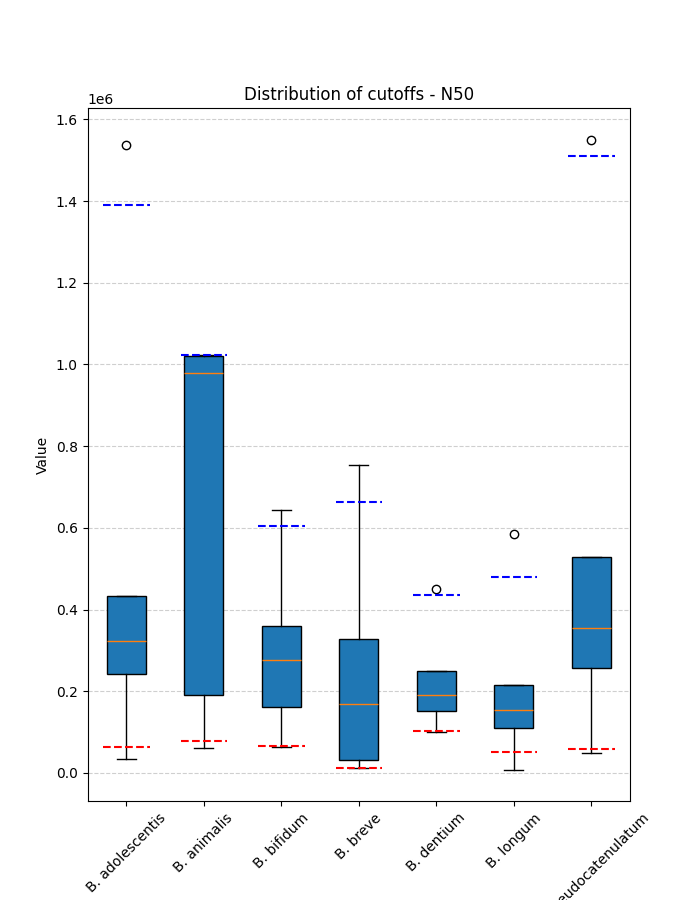 Distribution of cutoffs - N50
1e6
1.6
1.4
1.2
1.0
0.8
0.6
0.4
0.2
0.0
Value
B. adolescentis
B. animalis
B. bifidum
B. breve
B. dentium
B. longum
eudocatenulatum